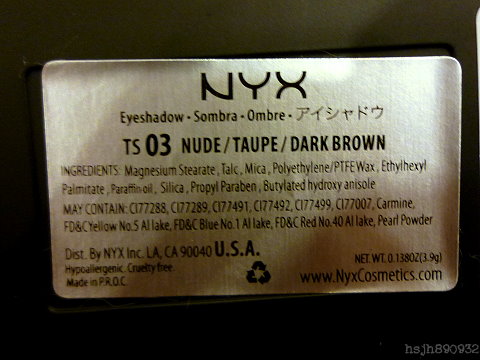 NYX
Eyeshadow • Sombra • Ombre • アイシャドウ
TS 03 NUDE / TAUPE / DARK BROWN
INGREDIENTS: Magnesium Stearate , Talc , Mica , Polyethylene/PTFE Wax , Ethylhexyl
Palmitate , Paraffin oil , Silica , Propyl Paraben , Butylated hydroxy anisole
MAY CONTAIN: CI77288, CI77289, CI77491, CI77492, CI77499, CI77007, Carmine,
FD&C Yellow No.5 Al lake, FD&C Blue No.1 Al lake, FD&C Red No.40 Al lake, Pearl Powder
Dist. By NYX Inc. LA, CA 90040 U.S.A.
Hypoallergenic. Cruelty free.
Made in P.R.C.
NET. WT. 0.138OZ(3.9g)
www.NyxCosmetics.com
hsjh890932